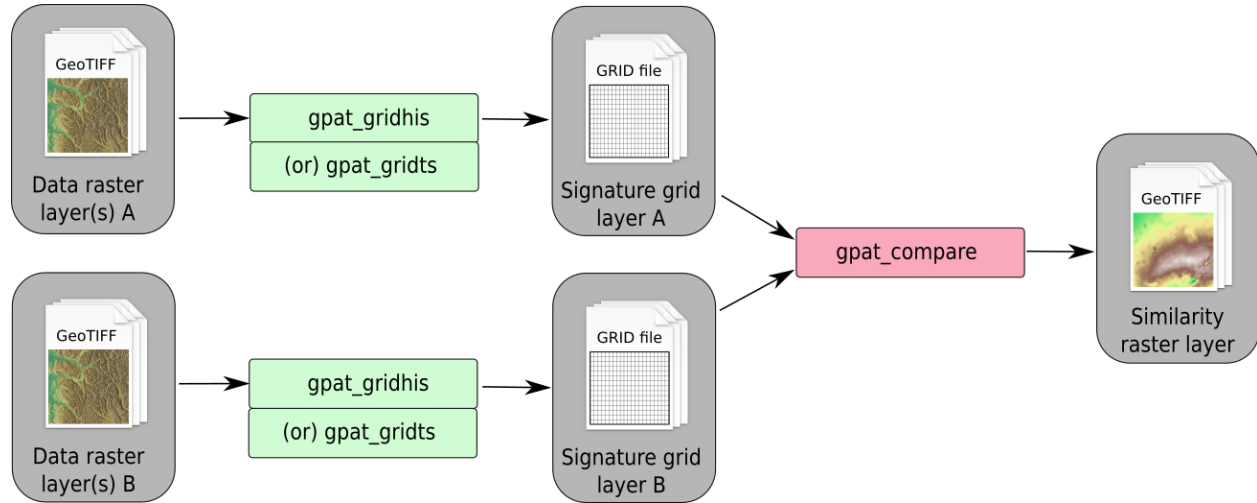 GeoTIFF
Data raster
layer(s) A
gpat_gridhis
(or) gpat_gridts
GRID file
Signature grid
layer A
GeoTIFF
Data raster
layer(s) B
gpat_gridhis
(or) gpat_gridts
GRID file
Signature grid
layer B
gpat_compare
GeoTIFF
Similarity
raster layer